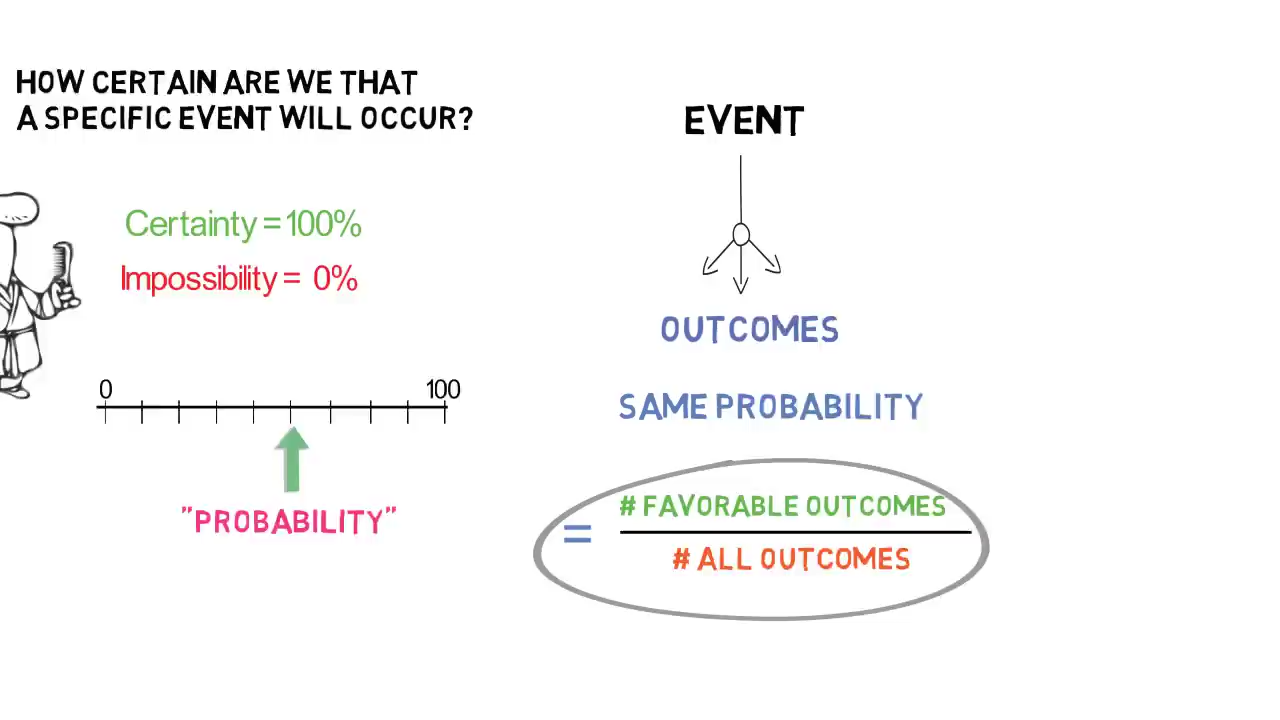 HOW CERTAIN ARE WE THAT
A SPECIFIC EVENT WILL OCCUR?
Certainty = 100%
Impossibility = 0%
0 100
"PROBABILITY"
EVENT
OUTCOMES
SAME PROBABILITY
= # FAVORABLE OUTCOMES
# ALL OUTCOMES